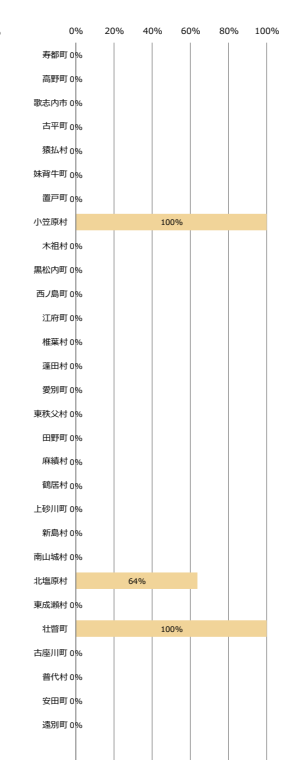 0% 20% 40% 60% 80% 100%
寿都町 0%
高野町 0%
歌志内市 0%
古平町 0%
猿払村 0%
妹背牛町 0%
置戸町 0%
小笠原村 100%
木祖村 0%
黒松内町 0%
西ノ島町 0%
江府町 0%
椎葉村 0%
蓬田村 0%
愛別町 0%
東秩父村 0%
田野町 0%
麻績村 0%
鶴居村 0%
上砂川町 0%
新島村 0%
南山城村 0%
北塩原村 64%
東成瀬村 0%
壮瞥町 100%
古座川町 0%
普代村 0%
安田町 0%
遠別町 0%